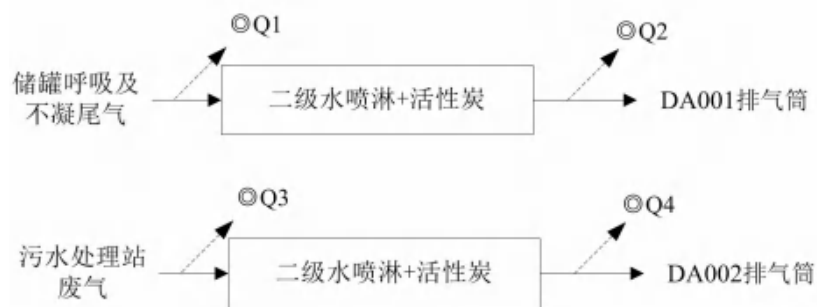 ◎Q1
◎Q2
储罐呼吸及
不凝尾气
二级水喷淋+活性炭
DA001排气筒
◎Q3
◎Q4
污水处理站
废气
二级水喷淋+活性炭
DA002排气筒